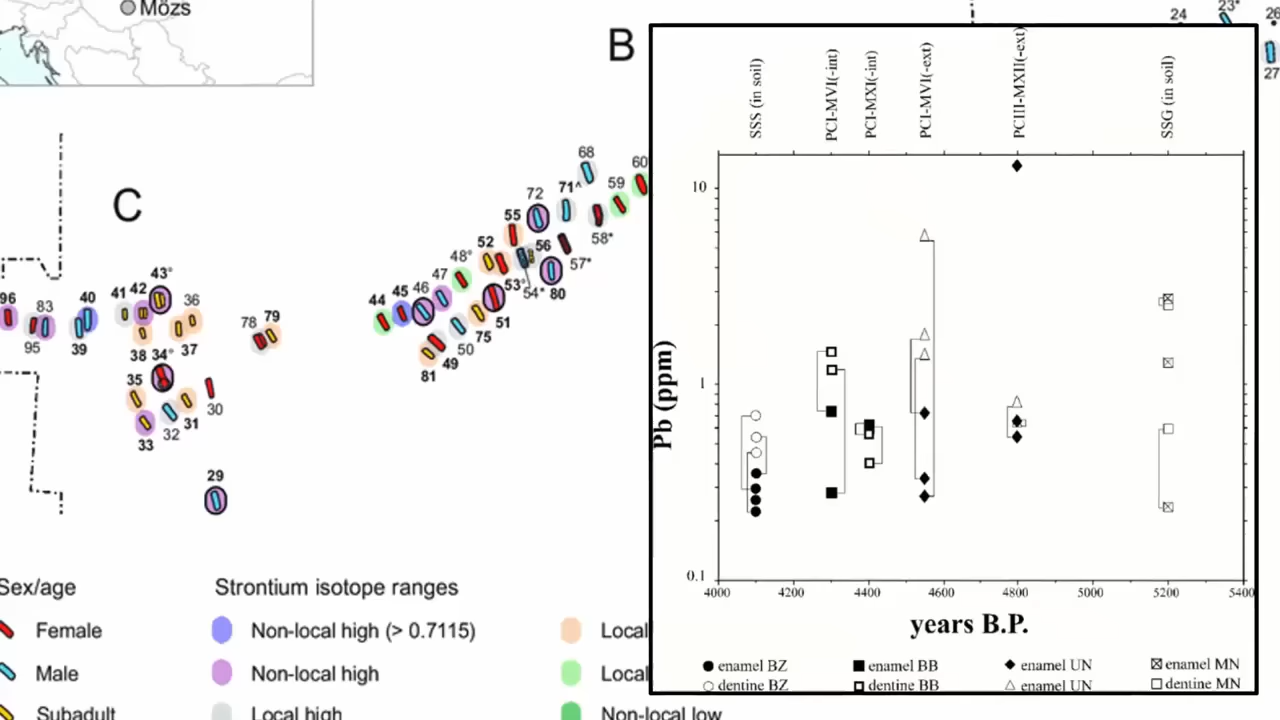 Mözs
B
C
24
23*
26
27
68
60
72
71^
59
55
58*
52
56
57*
48°
53°
54*
80
47
46
45
44
51
75
50
49
81
96
83
95
40
39
41
42
43°
36
38
34°
37
78
79
35
30
31
32
33
29
SSS (in soil)
PCI-MVI(-int)
PCI-MXI(-int)
PCI-MVI(-ext)
PCIII-MXII(-ext)
SSG (in soil)
10
1
0.1
Pb (ppm)
4000 4200 4400 4600 4800 5000 5200 5400
years B.P.
enamel BZ enamel BB enamel UN enamel MN
dentine BZ dentine BB enamel UN dentine MN
Sex/age
Female
Male
Subadult
Strontium isotope ranges
Non-local high (> 0.7115)
Non-local high
Local high
Local
Local
Non-local low